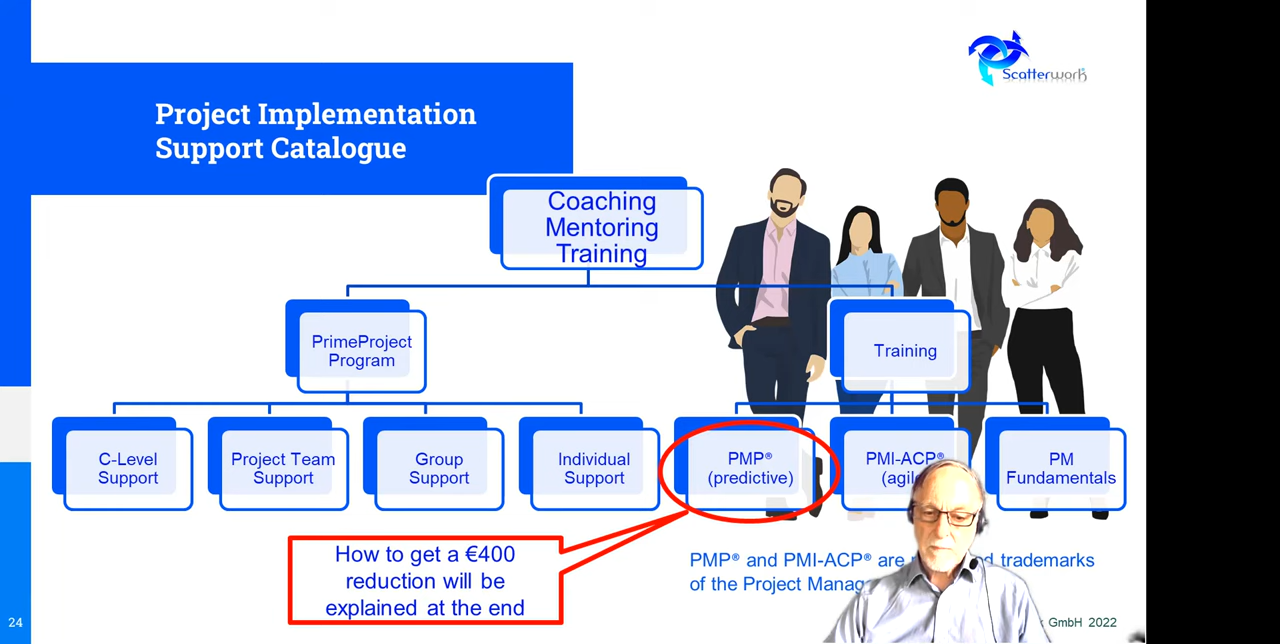 Scatterwork®
Project Implementation
Support Catalogue
Coaching
Mentoring
Training
PrimeProject
Program
Training
C-Level
Support
Project Team
Support
Group
Support
Individual
Support
PMP®
(predictive)
PMI-ACP®
PM
Fundamentals
How to get a €400
reduction will be
explained at the end
PMP® and PMI-ACP® are trademarks
of the Project
24
GmbH 2022